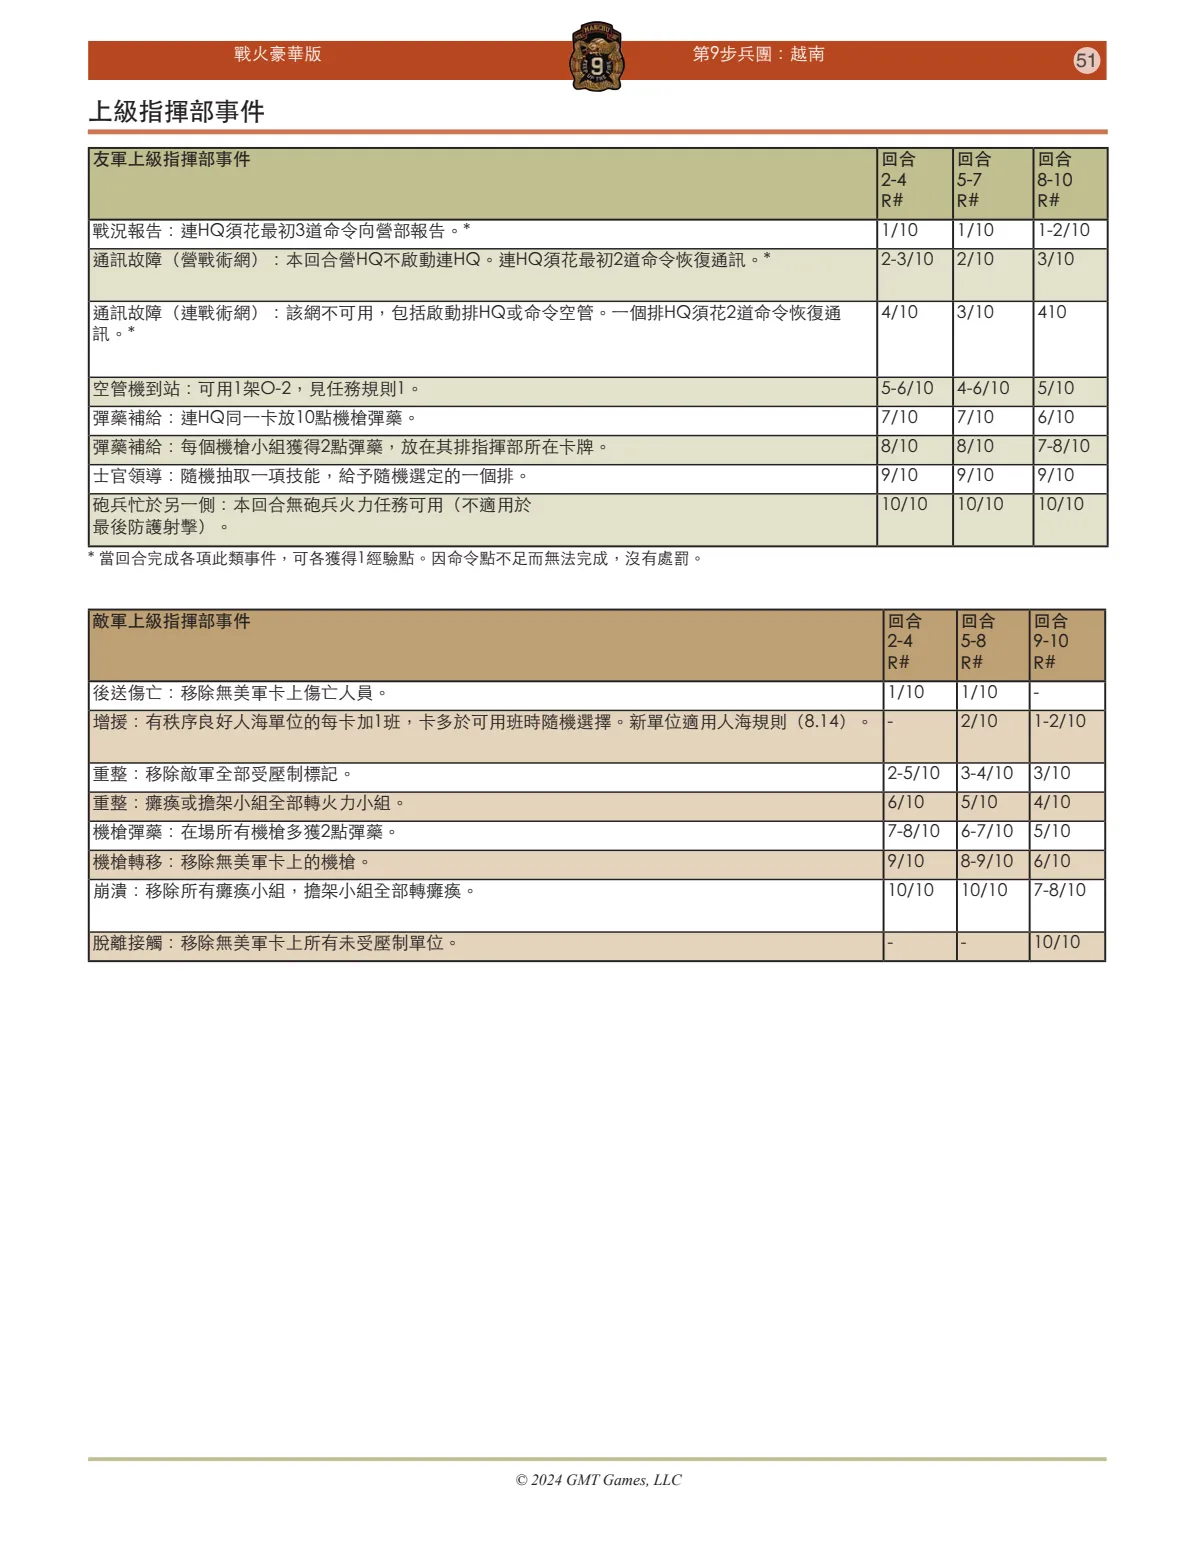 戰火豪華版
MANCHU
9
第9步兵團：越南
51
上級指揮部事件
友軍上級指揮部事件 回合 回合 回合
2-4 5-7 8-10
R# R# R#
戰況報告：連HQ須花最初3道命令向營部報告。* 1/10 1/10 1-2/10
通訊故障（營戰術網）：本回合營HQ不啟動連HQ。連HQ須花最初2道命令恢復通訊。* 2-3/10 2/10 3/10
通訊故障（連戰術網）：該網不可用，包括啟動排HQ或命令空管。一個排HQ須花2道命令恢復通 4/10 3/10 410
訊。*
空管機到站：可用1架O-2，見任務規則1。 5-6/10 4-6/10 5/10
彈藥補給：連HQ同一卡放10點機槍彈藥。 7/10 7/10 6/10
彈藥補給：每個機槍小組獲得2點彈藥，放在其排指揮部所在卡牌。 8/10 8/10 7-8/10
士官領導：隨機抽取一項技能，給予隨機選定的一個排。 9/10 9/10 9/10
砲兵忙於另一側：本回合無砲兵火力任務可用（不適用於 10/10 10/10 10/10
最後防護射擊）。
* 當回合完成各項此類事件，可各獲得1經驗點。因命令點不足而無法完成，沒有處罰。
敵軍上級指揮部事件 回合 回合 回合
2-4 5-8 9-10
R# R# R#
後送傷亡：移除無美軍卡上傷亡人員。 1/10 1/10 -
增援：有秩序良好人海單位的每卡加1班，卡多於可用班時隨機選擇。新單位適用人海規則（8.14）。 - 2/10 1-2/10
重整：移除敵軍全部受壓制標記。 2-5/10 3-4/10 3/10
重整：癱瘓或擔架小組全部轉火力小組。 6/10 5/10 4/10
機槍彈藥：在場所有機槍多獲2點彈藥。 7-8/10 6-7/10 5/10
機槍轉移：移除無美軍卡上的機槍。 9/10 8-9/10 6/10
崩潰：移除所有癱瘓小組，擔架小組全部轉癱瘓。 10/10 10/10 7-8/10
脫離接觸：移除無美軍卡上所有未受壓制單位。 - - 10/10
© 2024 GMT Games, LLC